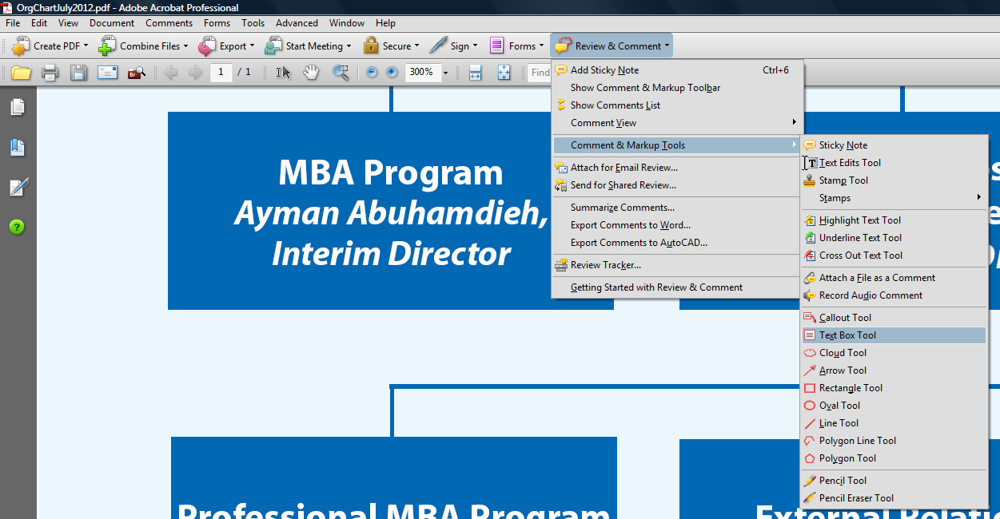 OrgChartJuly2012.pdf - Adobe Acrobat Professional
File Edit View Document Comments Forms Tools Advanced Window Help
Create PDF Combine Files Export Start Meeting Secure Sign Forms Review & Comment
Br 1 / 1 300% Find
Add Sticky Note Ctrl+6
Show Comment & Markup Toolbar
Show Comments List
Comment View
Comment & Markup Tools
Attach for Email Review...
Send for Shared Review...
Summarize Comments...
Export Comments to Word...
Export Comments to AutoCAD...
Review Tracker...
Getting Started with Review & Comment
Sticky Note
Text Edits Tool
Stamp Tool
Stamps
Highlight Text Tool
Underline Text Tool
Cross Out Text Tool
Attach a File as a Comment
Record Audio Comment
Callout Tool
Text Box Tool
Cloud Tool
Arrow Tool
Rectangle Tool
Oval Tool
Line Tool
Polygon Line Tool
Polygon Tool
Pencil Tool
Pencil Eraser Tool
MBA Program
Ayman Abuhamdieh,
Interim Director
Professional MBA Program
External